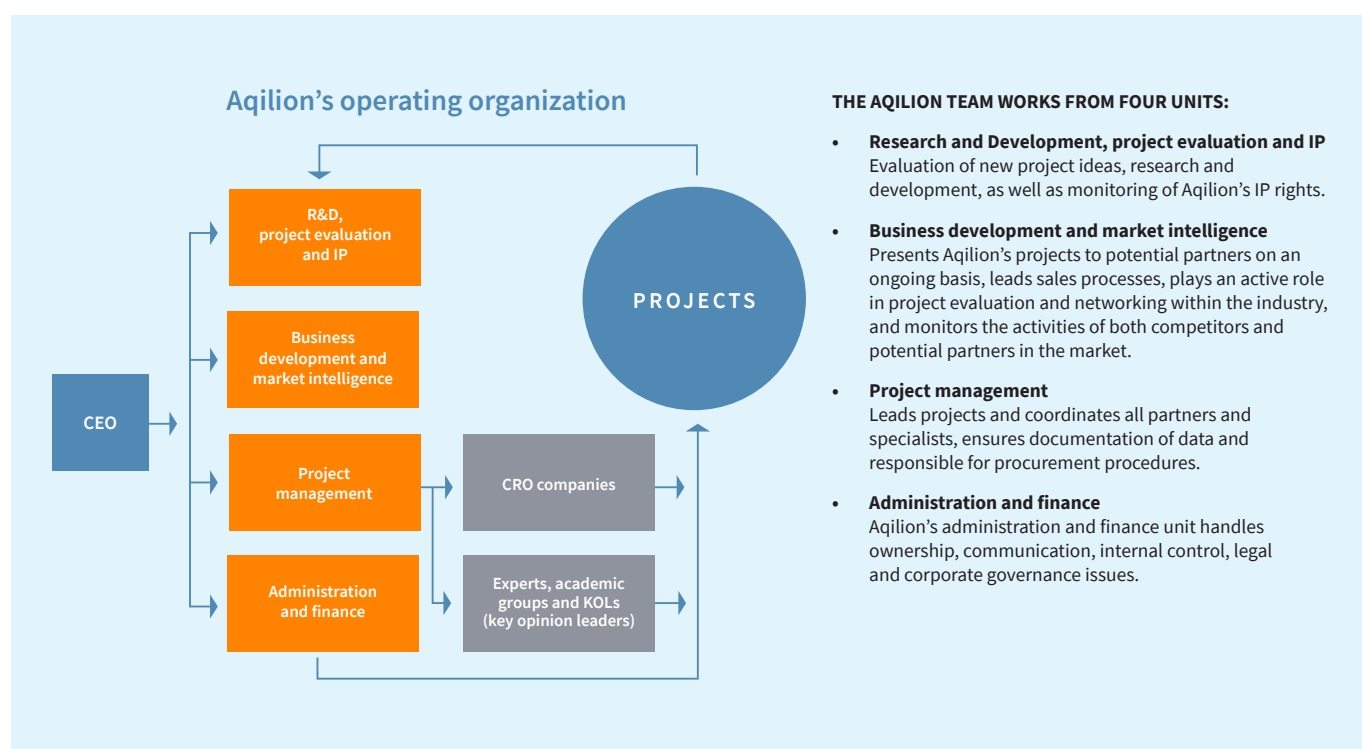 Aqilion’s operating organization
CEO
R&D,
project evaluation
and IP
Business
development and
market intelligence
Project
management
Administration
and finance
CRO companies
Experts, academic
groups and KOLs
(key opinion leaders)
PROJECTS
THE AQILION TEAM WORKS FROM FOUR UNITS:
• Research and Development, project evaluation and IP
Evaluation of new project ideas, research and
development, as well as monitoring of Aqilion’s IP rights.
• Business development and market intelligence
Presents Aqilion’s projects to potential partners on an
ongoing basis, leads sales processes, plays an active role
in project evaluation and networking within the industry,
and monitors the activities of both competitors and
potential partners in the market.
• Project management
Leads projects and coordinates all partners and
specialists, ensures documentation of data and
responsible for procurement procedures.
• Administration and finance
Aqilion’s administration and finance unit handles
ownership, communication, internal control, legal
and corporate governance issues.